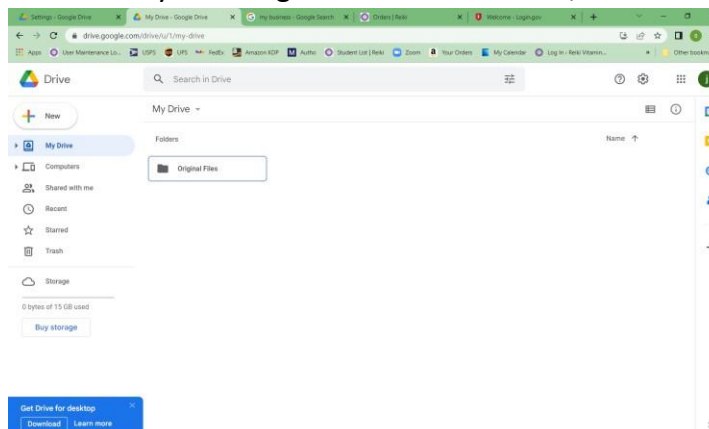 Settings - Google Drive
My Drive - Google Drive
my business - Google Search
Orders | Reiki
Welcome - Login.gov
drive.google.com/drive/u/1/my-drive
Apps
User Maintenance Lo...
USPS
UPS
FedEx
Amazon KDP
Autho
Student List | Reiki
Zoom
Your Orders
My Calendar
Log In ‹ Reiki Vitamin...
Other bookm
Drive
Search in Drive
New
My Drive
My Drive
Folders
Name
Computers
Original Files
Shared with me
Recent
Starred
Trash
Storage
0 bytes of 15 GB used
Buy storage
Get Drive for desktop
Download
Learn more